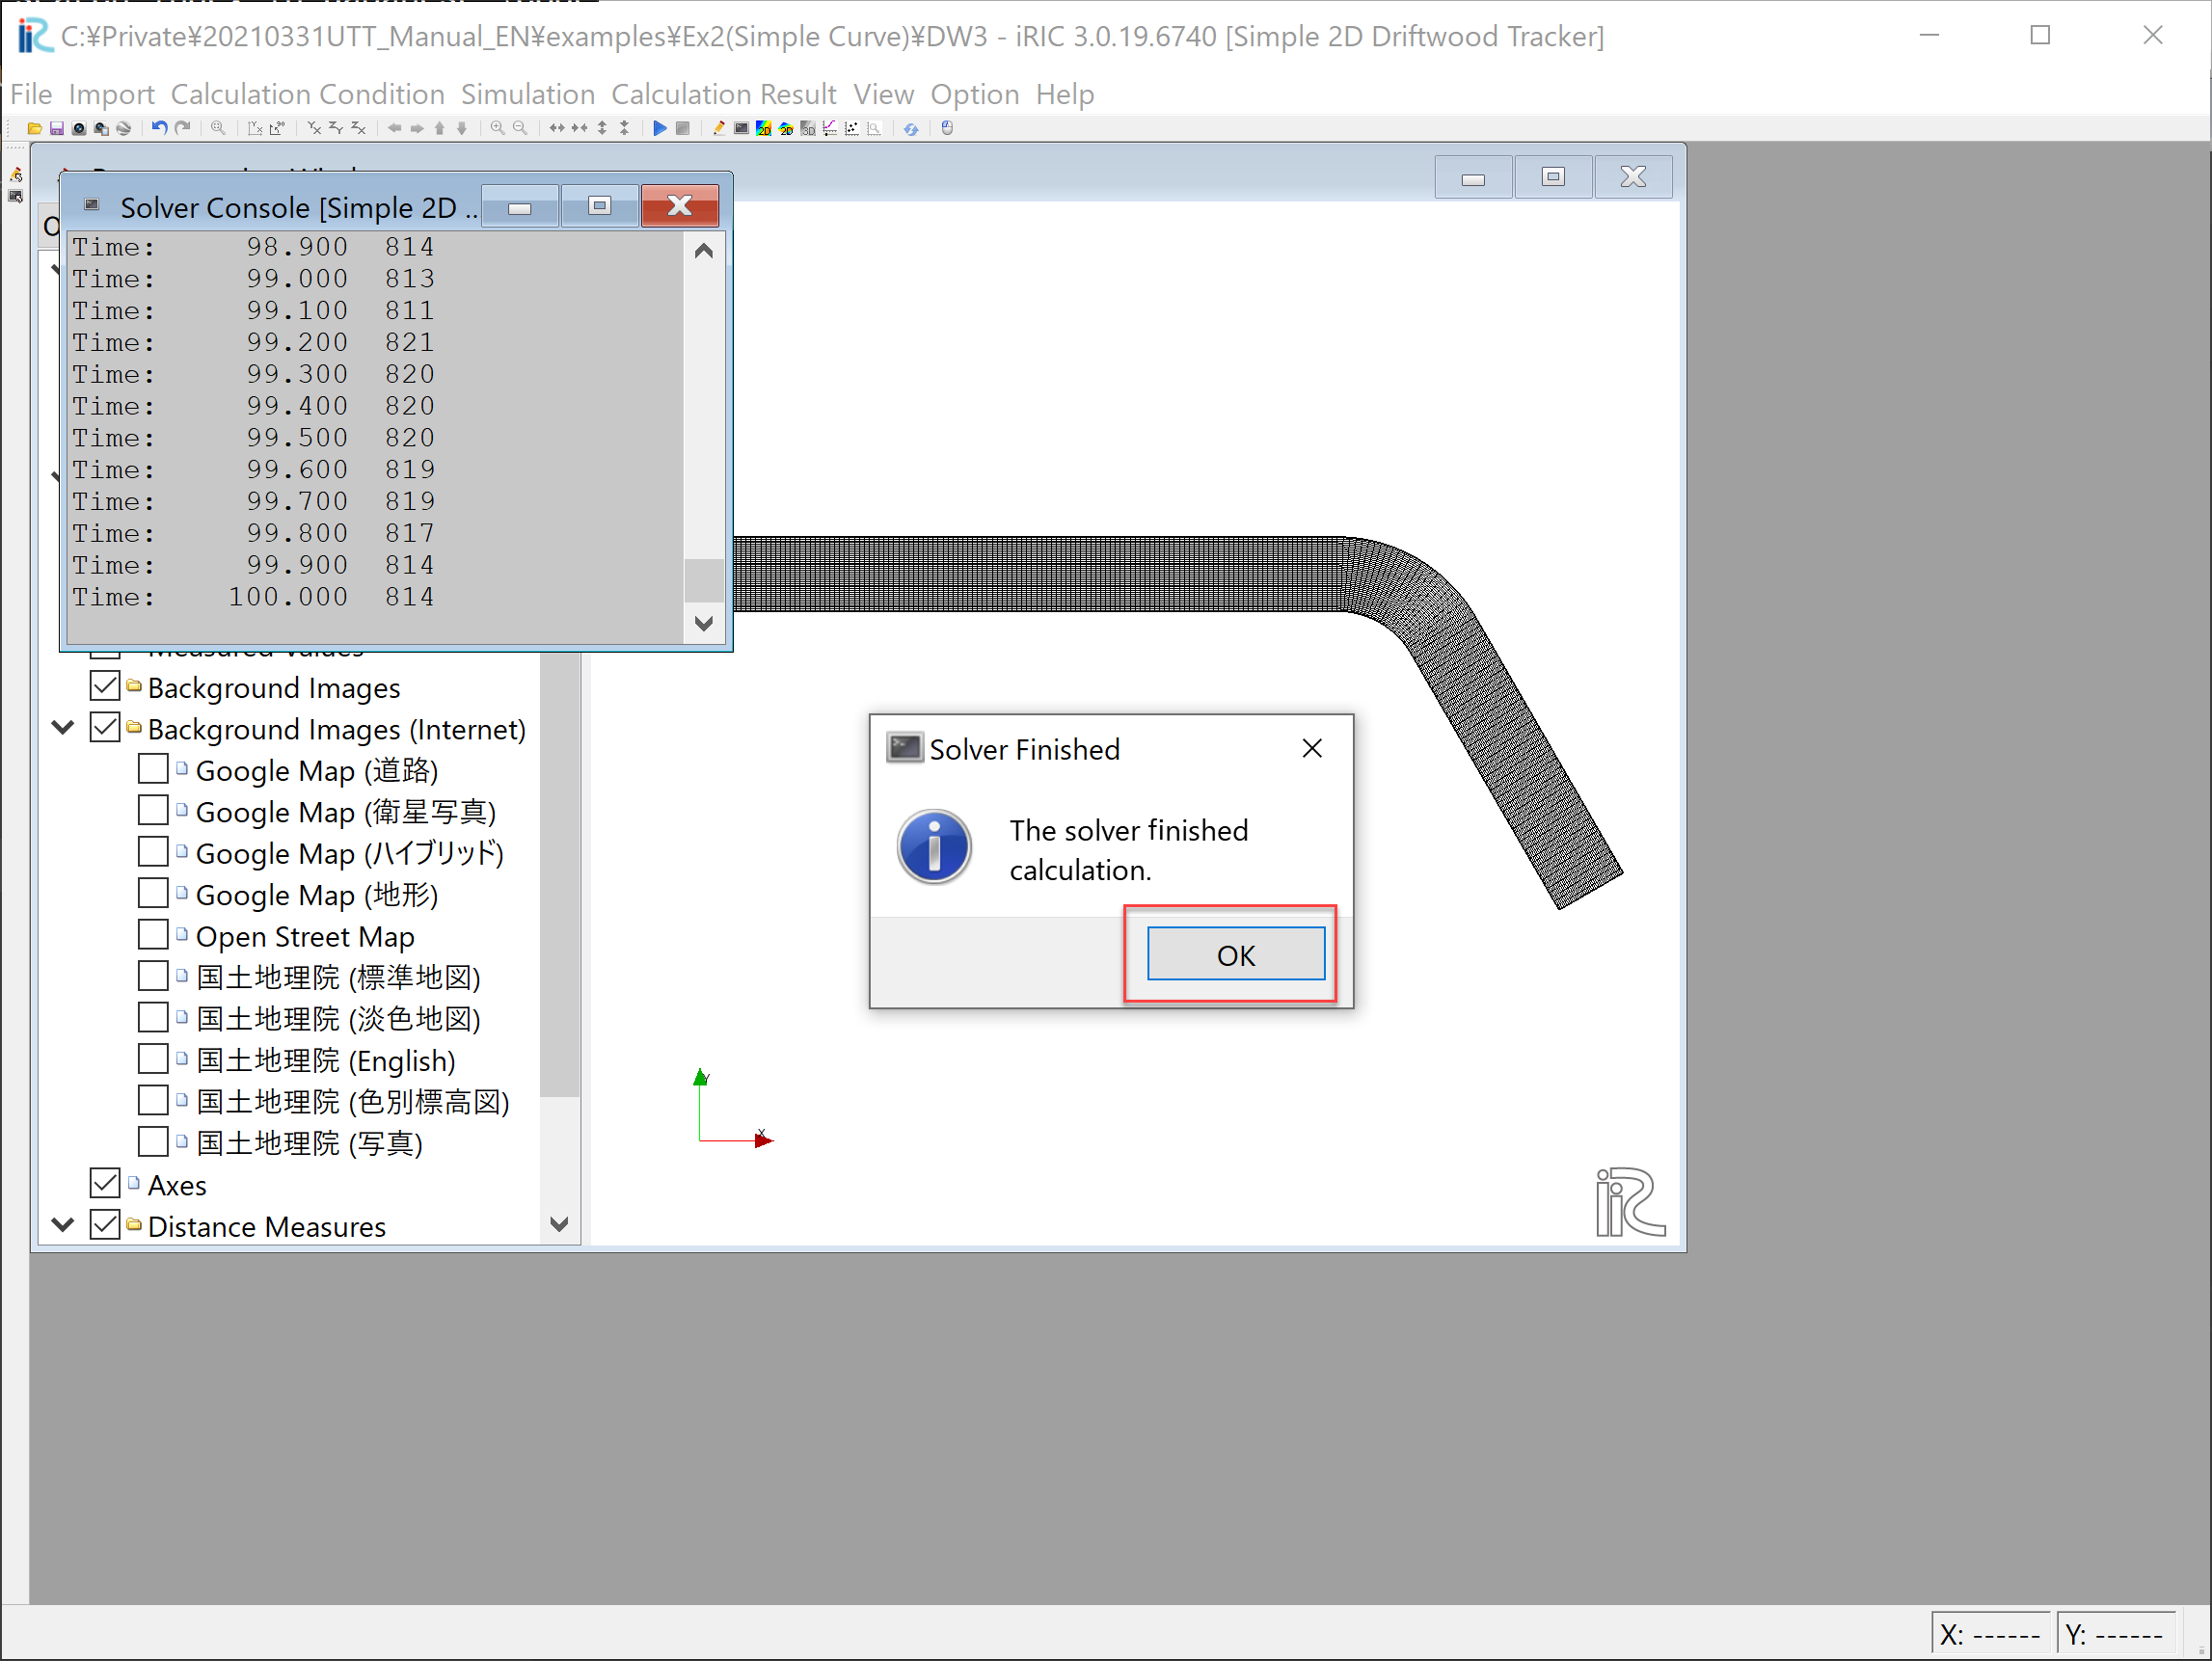 C:¥Private¥20210331UTT_Manual_EN¥examples¥Ex2(Simple Curve)¥DW3 - iRIC 3.0.19.6740 [Simple 2D Driftwood Tracker]
File Import Calculation Condition Simulation Calculation Result View Option Help
Solver Console [Simple 2D ..
Time: 98.900 814
Time: 99.000 813
Time: 99.100 811
Time: 99.200 821
Time: 99.300 820
Time: 99.400 820
Time: 99.500 820
Time: 99.600 819
Time: 99.700 819
Time: 99.800 817
Time: 99.900 814
Time: 100.000 814
Measured Values
Background Images
Background Images (Internet)
Google Map (道路)
Google Map (衛星写真)
Google Map (ハイブリッド)
Google Map (地形)
Open Street Map
国土地理院 (標準地図)
国土地理院 (淡色地図)
国土地理院 (English)
国土地理院 (色別標高図)
国土地理院 (写真)
Axes
Distance Measures
Solver Finished
The solver finished
calculation.
OK
Y
X
iRIC
X: ------ Y: ------